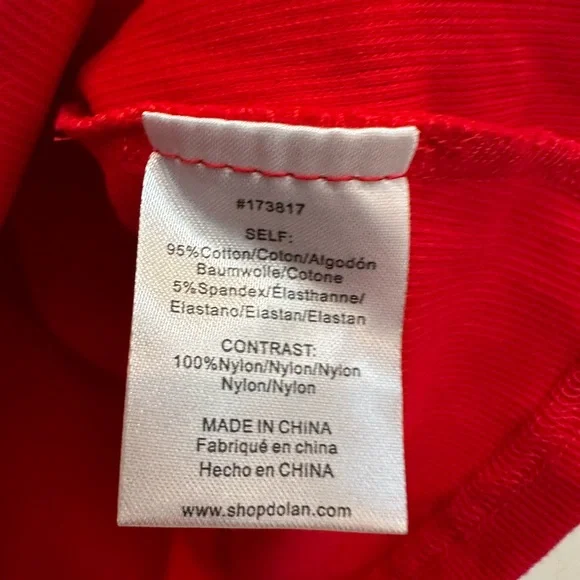 #173817
SELF:
95%Cotton/Coton/Algodón
Baumwolle/Cotone
5%Spandex/Élasthanne/
Elastano/Elastan/Elastan
CONTRAST:
100%Nylon/Nylon/Nylon
Nylon/Nylon
MADE IN CHINA
Fabriqué en china
Hecho en CHINA
www.shopdolan.com